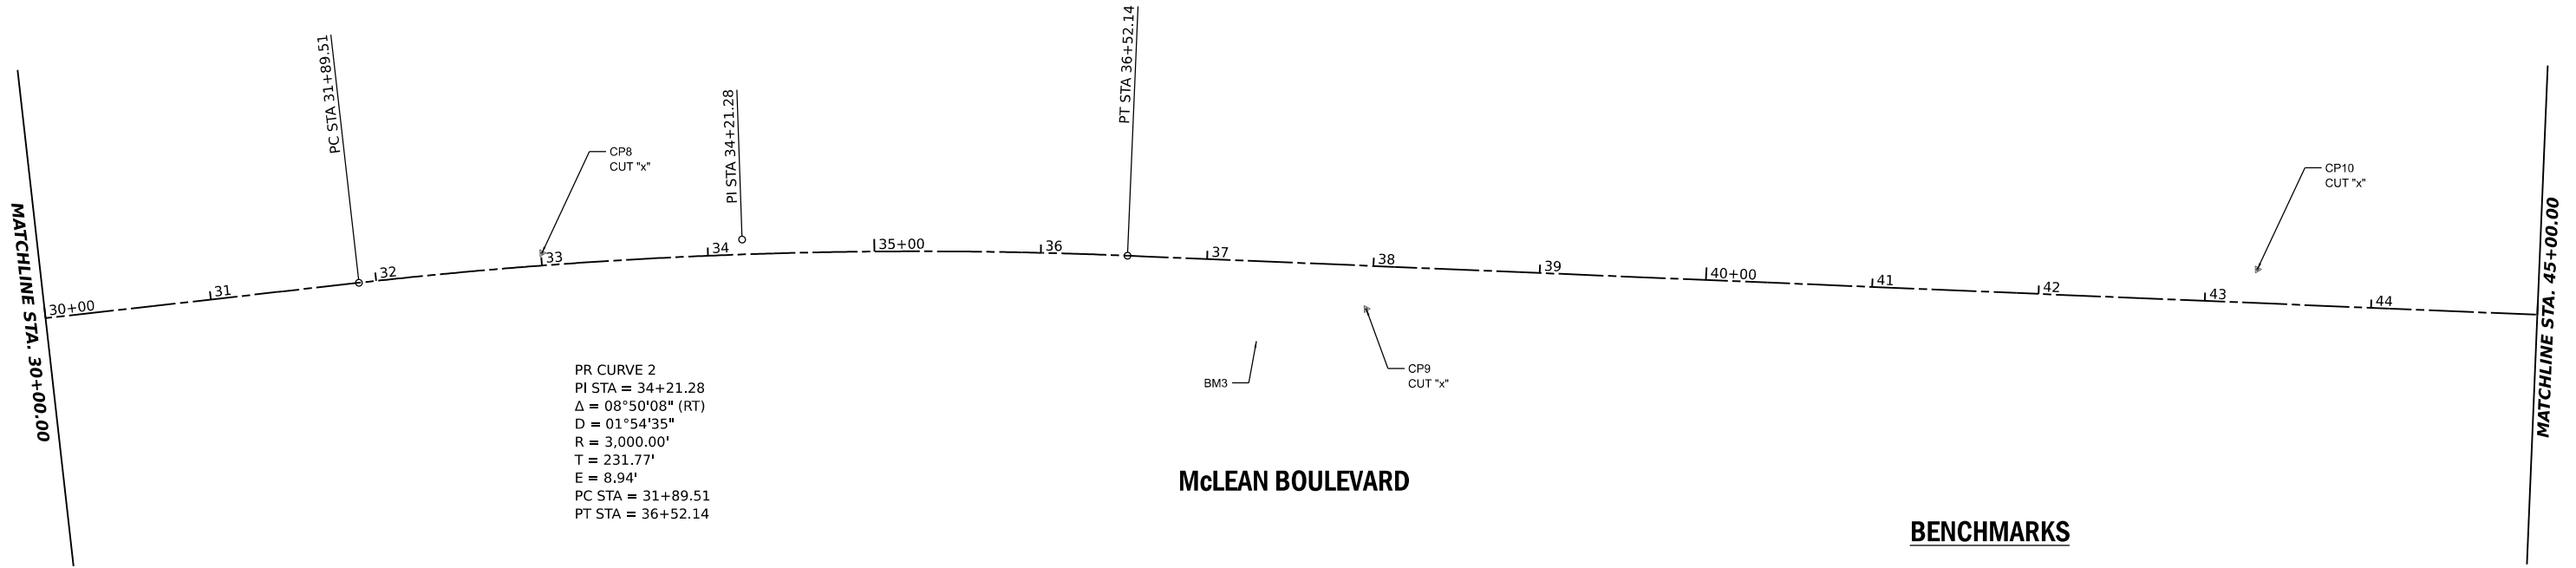 PC STA 31+89.51
PI STA 34+21.28
PT STA 36+52.14
CP8
CUT "x"
CP10
CUT "x"
MATCHLINE STA. 30+00.00
MATCHLINE STA. 45+00.00
30+00
31
32
33
34
35+00
36
37
38
39
40+00
41
42
43
44
BM3
CP9
CUT "x"
PR CURVE 2
PI STA = 34+21.28
Δ = 08°50'08" (RT)
D = 01°54'35"
R = 3,000.00'
T = 231.77'
E = 8.94'
PC STA = 31+89.51
PT STA = 36+52.14
McLEAN BOULEVARD
BENCHMARKS